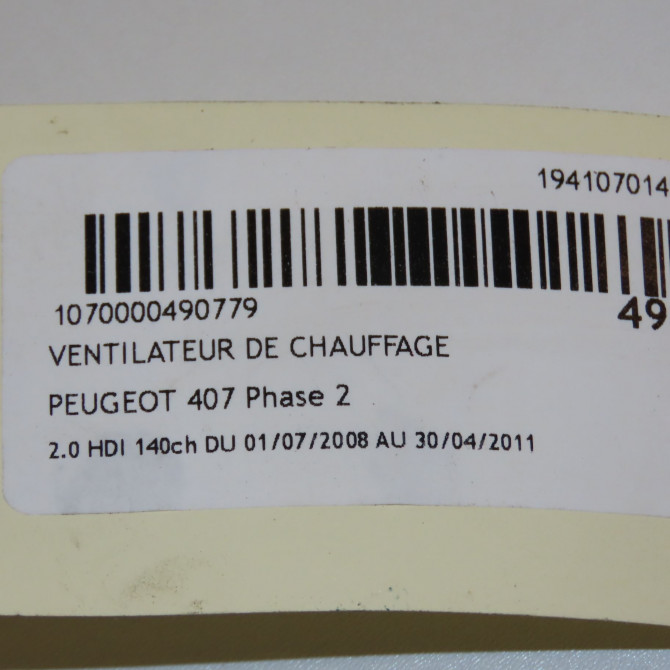 194107014
1070000490779
49
VENTILATEUR DE CHAUFFAGE
PEUGEOT 407 Phase 2
2.0 HDI 140ch DU 01/07/2008 AU 30/04/2011